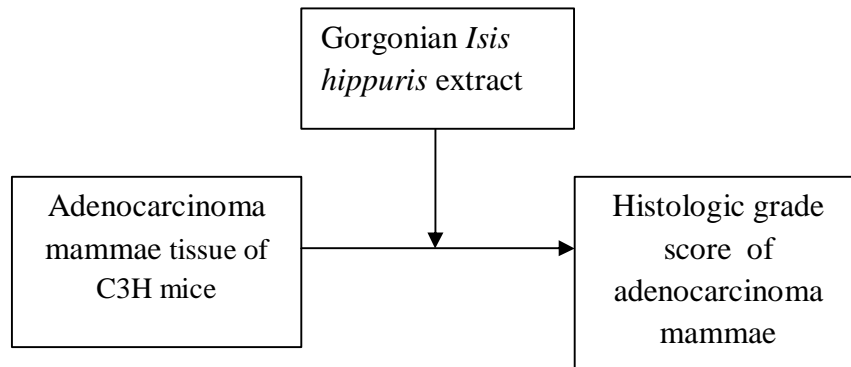 Gorgonian Isis
hippuris extract
Adenocarcinoma
mammae tissue of
C3H mice
Histologic grade
score of
adenocarcinoma
mammae